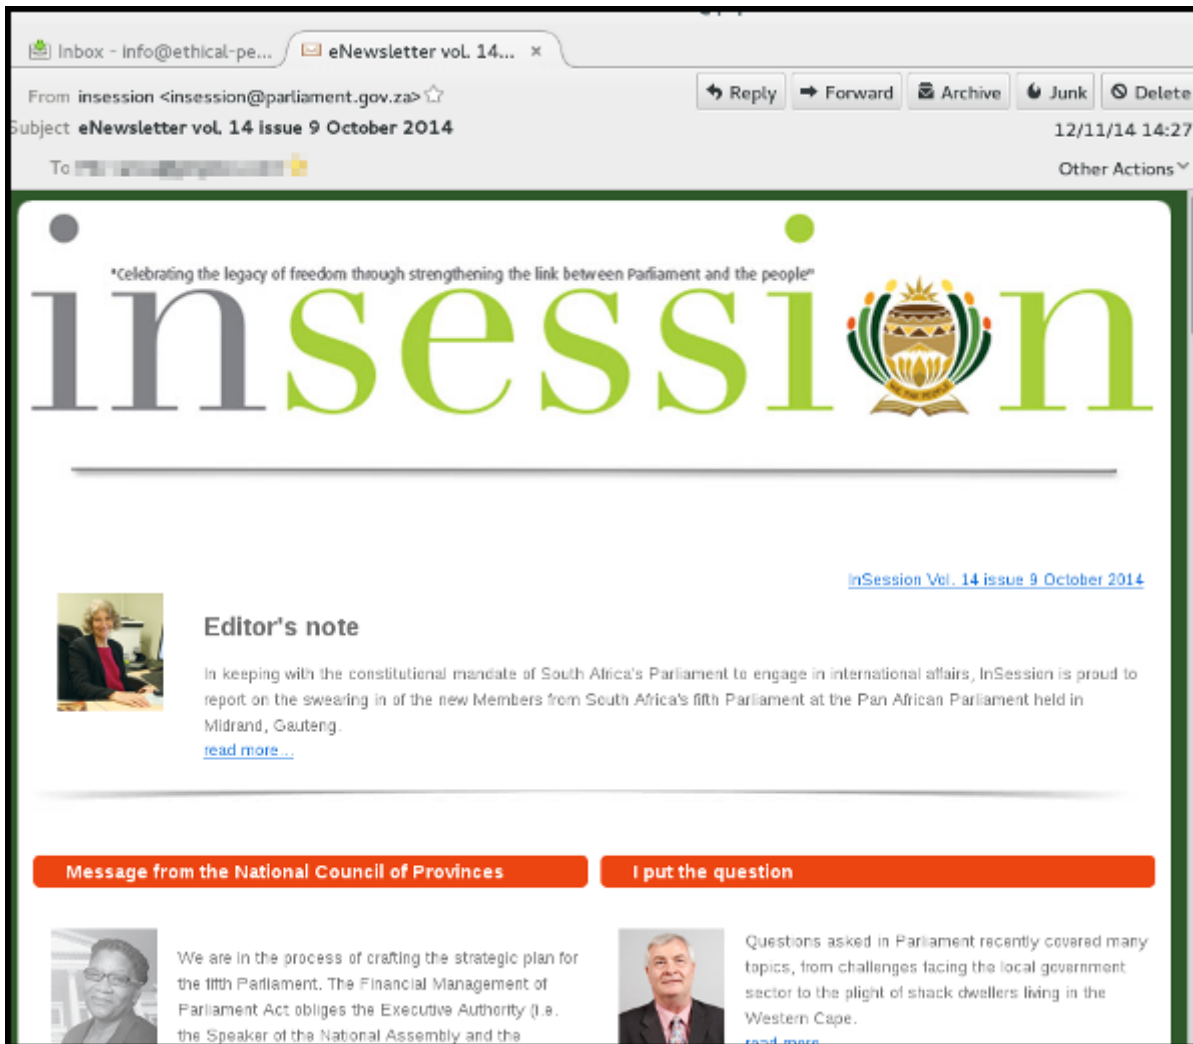 Inbox - info@ethical-pe...
eNewsletter vol. 14... ×
From insession <insession@parliament.gov.za>
Reply Forward Archive Junk Delete
Subject eNewsletter vol. 14 issue 9 October 2014
12/11/14 14:27
To
Other Actions
"Celebrating the legacy of freedom through strengthening the link between Parliament and the people"
insession
WE THE PEOPLE
InSession Vol. 14 issue 9 October 2014
Editor's note
In keeping with the constitutional mandate of South Africa's Parliament to engage in international affairs, InSession is proud to
report on the swearing in of the new Members from South Africa's fifth Parliament at the Pan African Parliament held in
Midrand, Gauteng.
read more...
Message from the National Council of Provinces
We are in the process of crafting the strategic plan for
the fifth Parliament. The Financial Management of
Parliament Act obliges the Executive Authority (i.e.
the Speaker of the National Assembly and the
I put the question
Questions asked in Parliament recently covered many
topics, from challenges facing the local government
sector to the plight of shack dwellers living in the
Western Cape.
read more